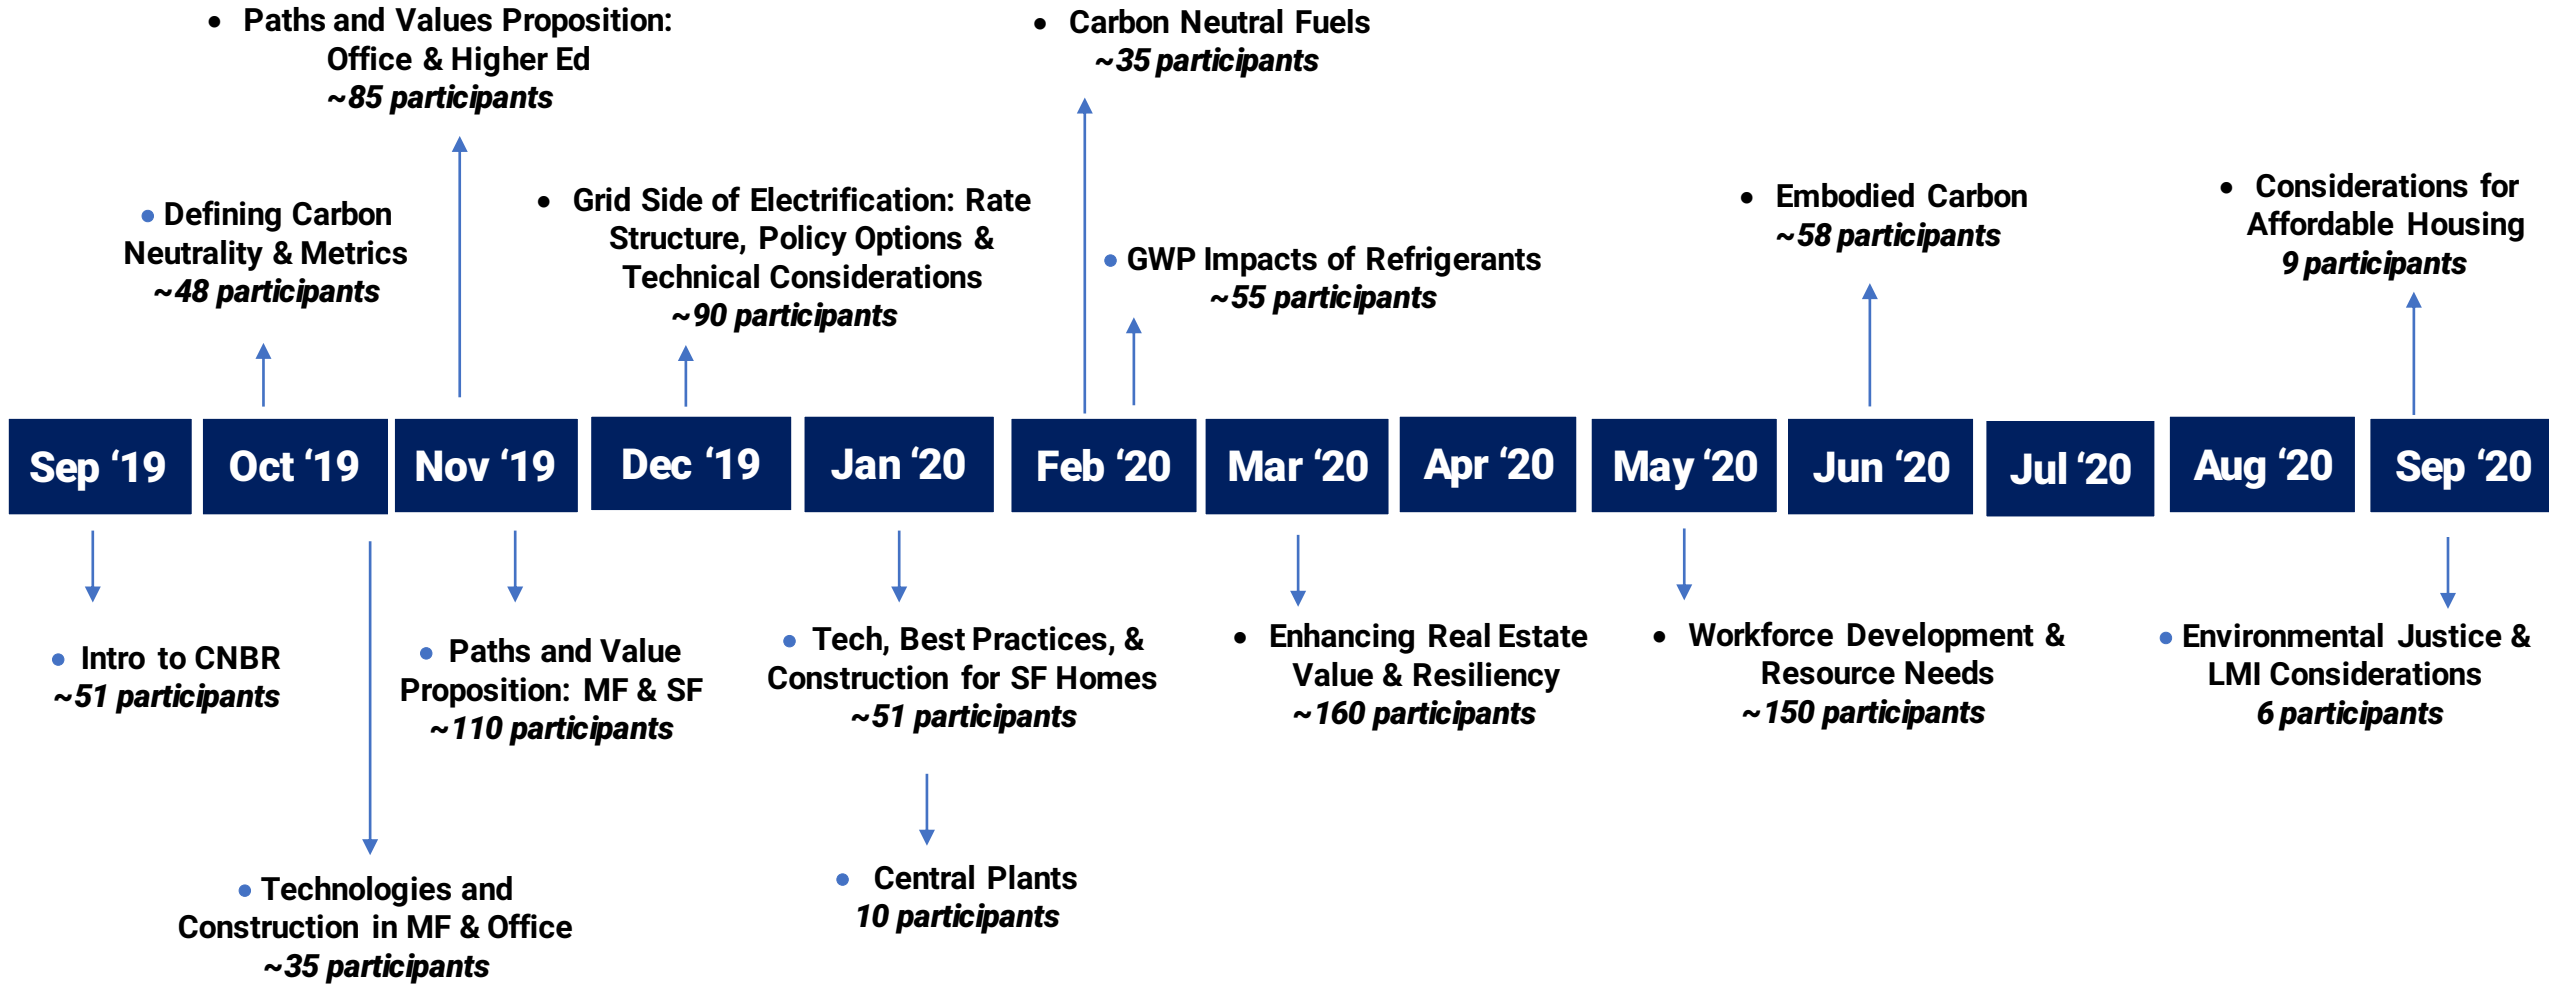 • Paths and Values Proposition:
Office & Higher Ed
~85 participants
• Carbon Neutral Fuels
~35 participants
• Defining Carbon
Neutrality & Metrics
~48 participants
• Grid Side of Electrification: Rate
Structure, Policy Options &
Technical Considerations
~90 participants
• GWP Impacts of Refrigerants
~55 participants
• Embodied Carbon
~58 participants
• Considerations for
Affordable Housing
9 participants
Sep ‘19
Oct ‘19
Nov ‘19
Dec ‘19
Jan ‘20
Feb ‘20
Mar ‘20
Apr ‘20
May ‘20
Jun ‘20
Jul ‘20
Aug ‘20
Sep ‘20
• Intro to CNBR
~51 participants
• Paths and Value
Proposition: MF & SF
~110 participants
• Tech, Best Practices, &
Construction for SF Homes
~51 participants
• Enhancing Real Estate
Value & Resiliency
~160 participants
• Workforce Development &
Resource Needs
~150 participants
• Environmental Justice &
LMI Considerations
6 participants
• Technologies and
Construction in MF & Office
~35 participants
• Central Plants
10 participants